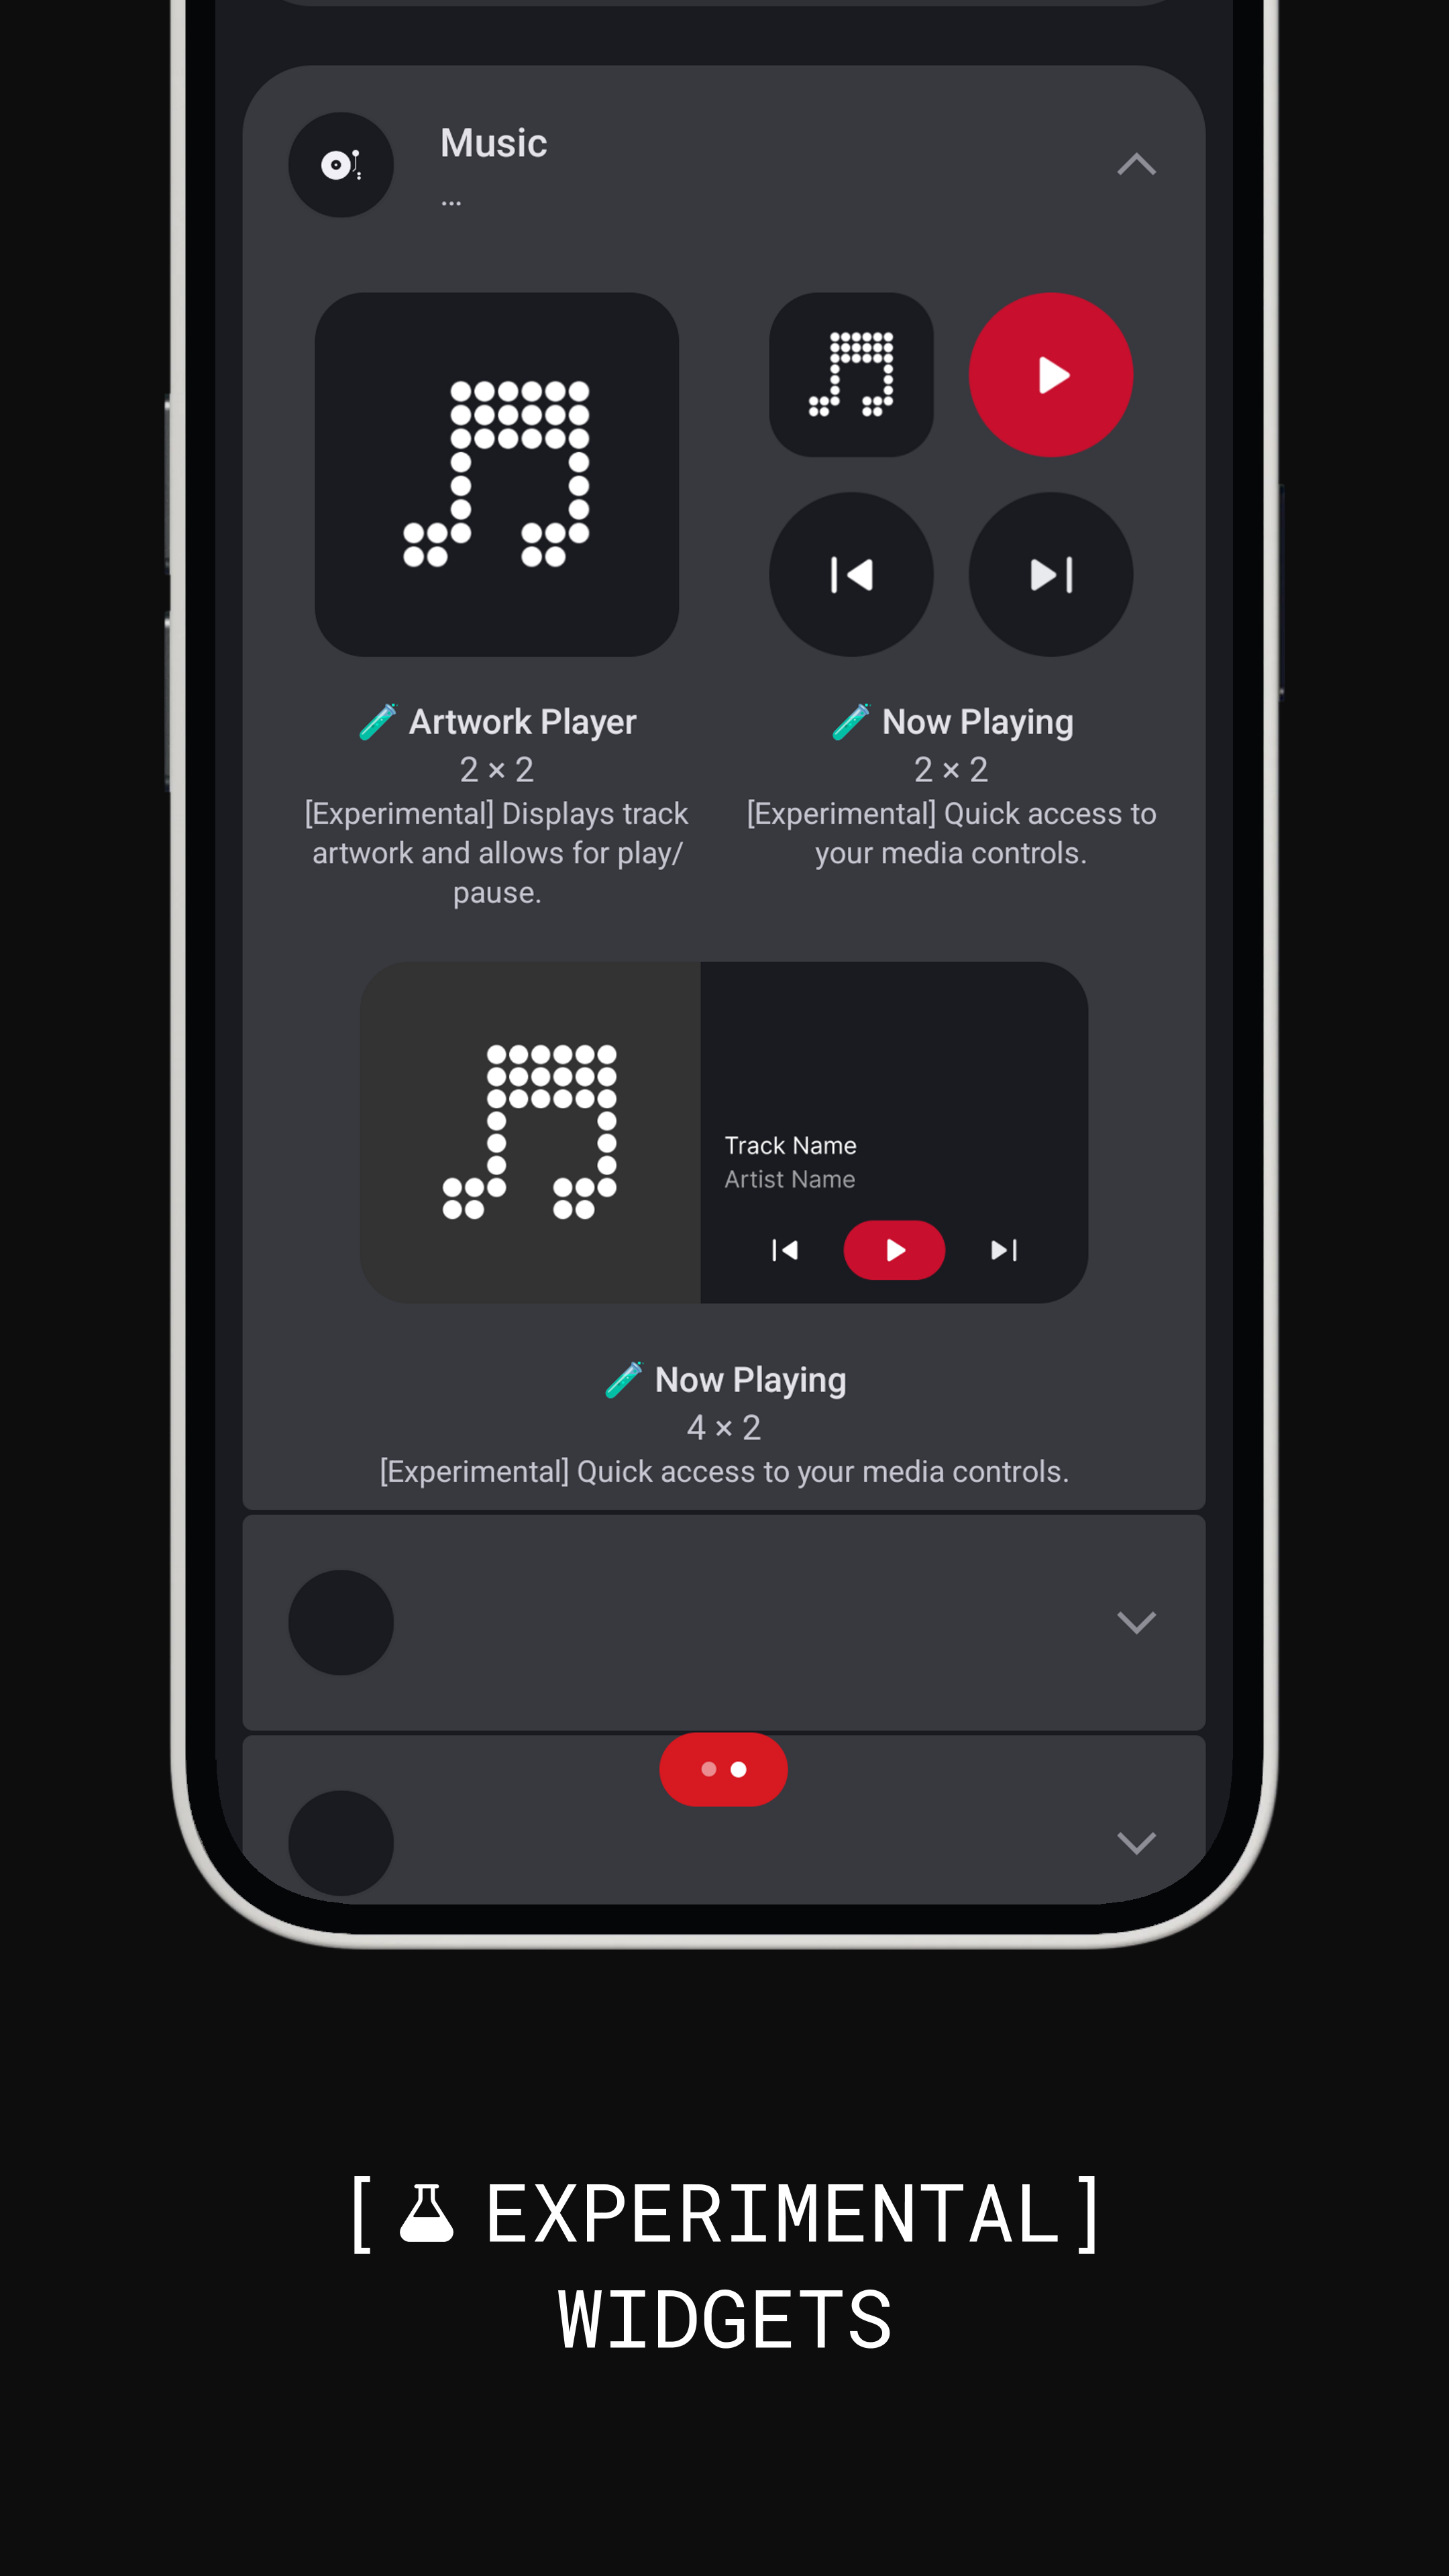 Music
...
🧪 Artwork Player
2 × 2
[Experimental] Displays track
artwork and allows for play/
pause.
🧪 Now Playing
2 × 2
[Experimental] Quick access to
your media controls.
Track Name
Artist Name
🧪 Now Playing
4 × 2
[Experimental] Quick access to your media controls.
[ EXPERIMENTAL]
WIDGETS